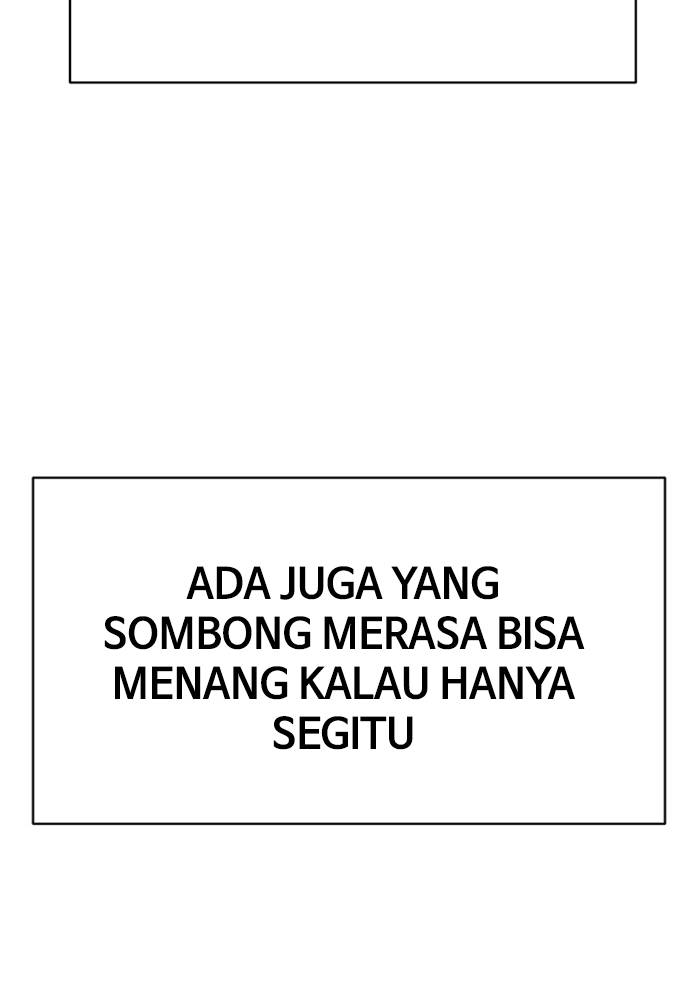 ADA JUGA YANG
SOMBONG MERASA BISA
MENANG KALAU HANYA
SEGITU